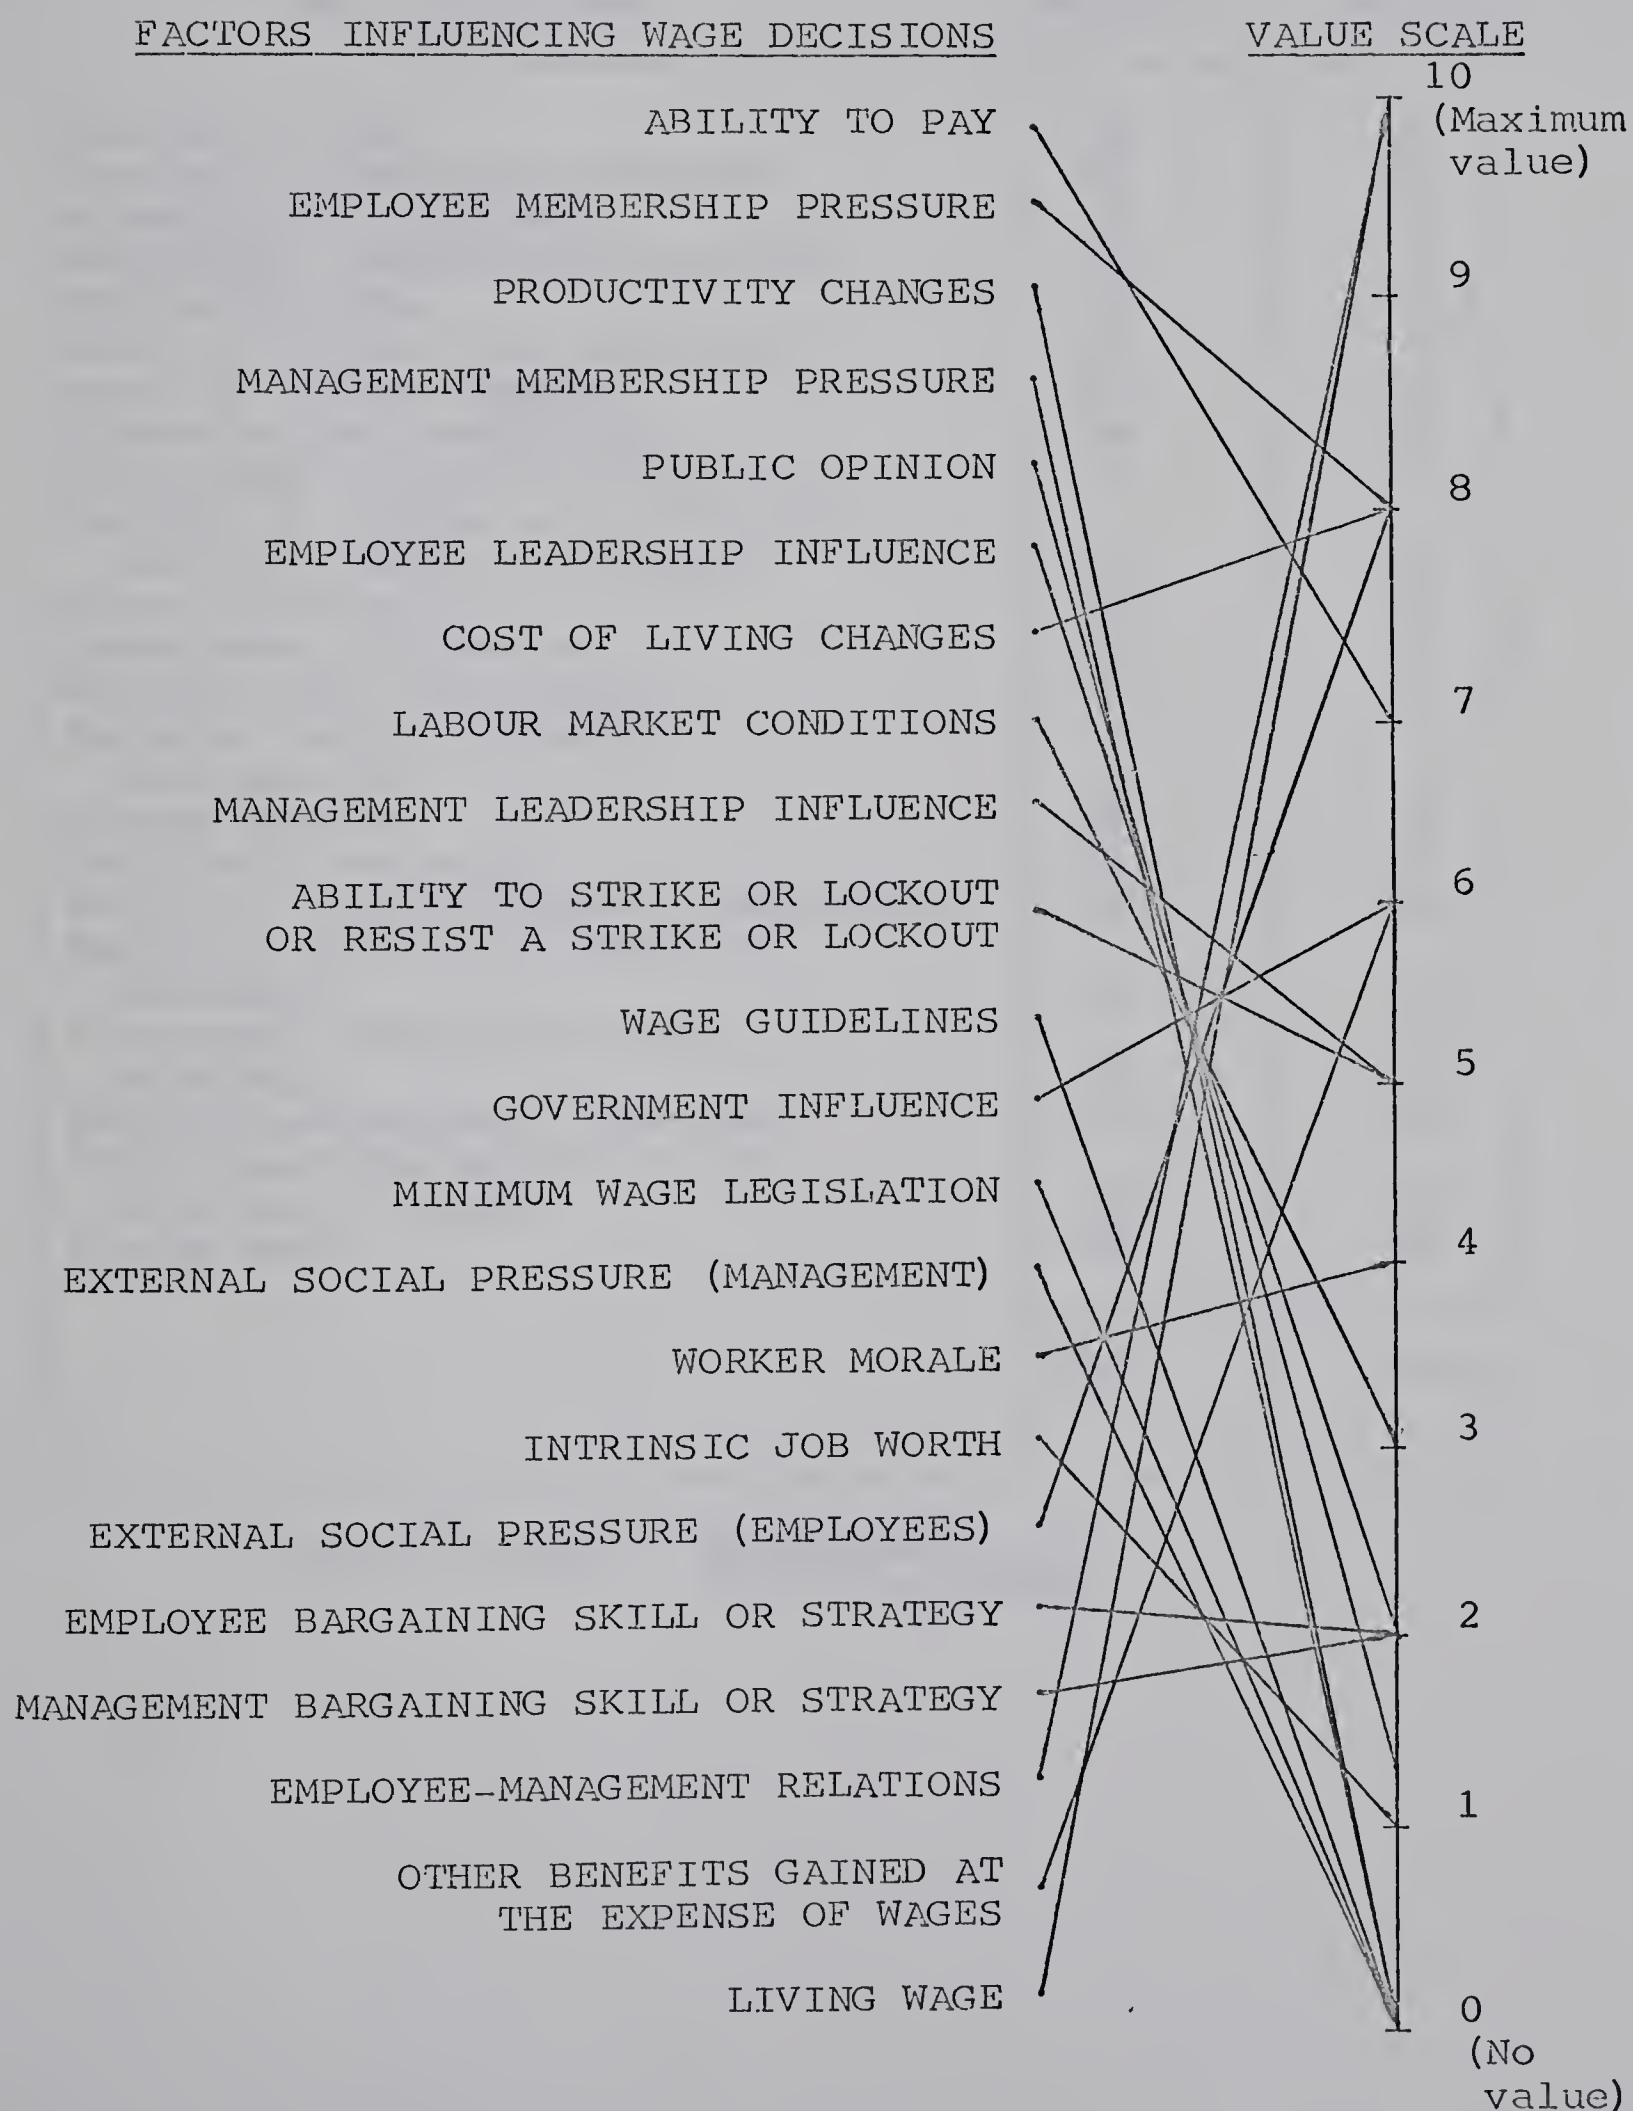 FACTORS INFLUENCING WAGE DECISIONS
VALUE SCALE
10
(Maximum
value)
ABILITY TO PAY
EMPLOYEE MEMBERSHIP PRESSURE
9
PRODUCTIVITY CHANGES
MANAGEMENT MEMBERSHIP PRESSURE
PUBLIC OPINION
8
EMPLOYEE LEADERSHIP INFLUENCE
COST OF LIVING CHANGES
7
LABOUR MARKET CONDITIONS
MANAGEMENT LEADERSHIP INFLUENCE
6
ABILITY TO STRIKE OR LOCKOUT
OR RESIST A STRIKE OR LOCKOUT
WAGE GUIDELINES
5
GOVERNMENT INFLUENCE
MINIMUM WAGE LEGISLATION
4
EXTERNAL SOCIAL PRESSURE (MANAGEMENT)
WORKER MORALE
3
INTRINSIC JOB WORTH
EXTERNAL SOCIAL PRESSURE (EMPLOYEES)
2
EMPLOYEE BARGAINING SKILL OR STRATEGY
MANAGEMENT BARGAINING SKILL OR STRATEGY
EMPLOYEE-MANAGEMENT RELATIONS
1
OTHER BENEFITS GAINED AT
THE EXPENSE OF WAGES
LIVING WAGE
0
(No
value)